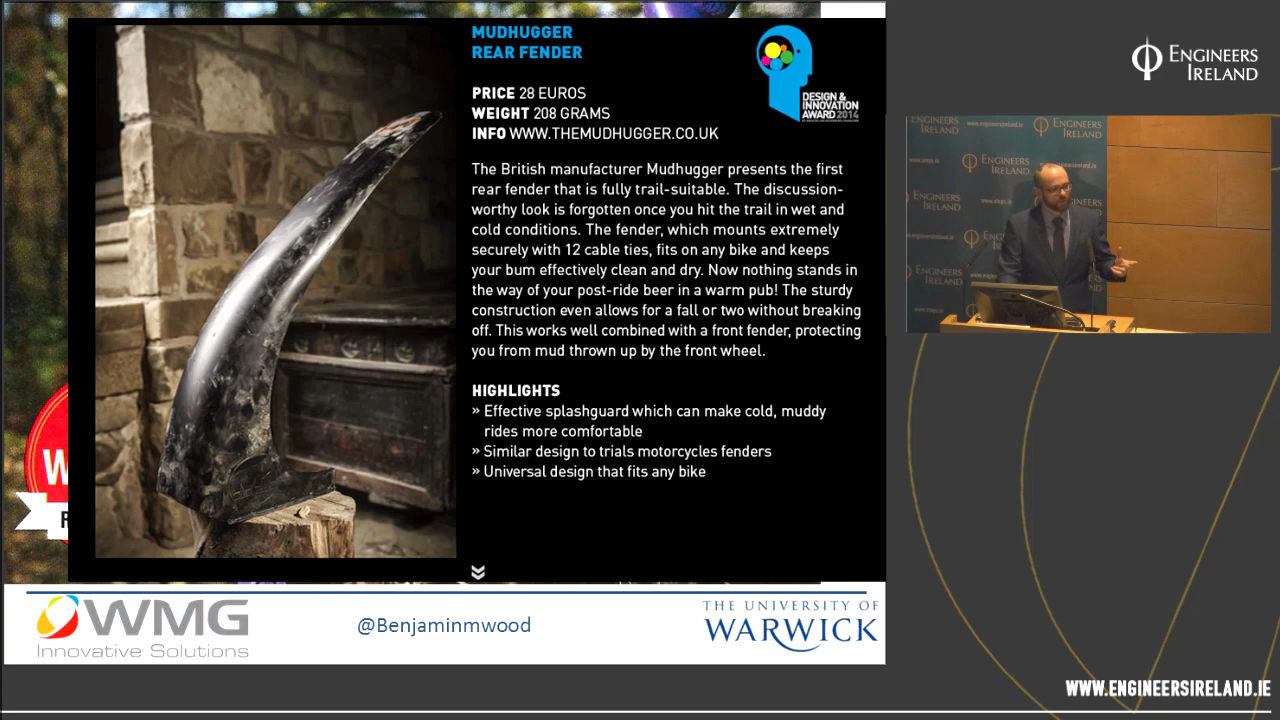 MUDHUGGER
REAR FENDER
PRICE 28 EUROS
WEIGHT 208 GRAMS
INFO WWW.THEMUDHUGGER.CO.UK
DESIGN &
INNOVATION
AWARD 2014
The British manufacturer Mudhugger presents the first
rear fender that is fully trail-suitable. The discussion-
worthy look is forgotten once you hit the trail in wet and
cold conditions. The fender, which mounts extremely
securely with 12 cable ties, fits on any bike and keeps
your bum effectively clean and dry. Now nothing stands in
the way of your post-ride beer in a warm pub! The sturdy
construction even allows for a fall or two without breaking
off. This works well combined with a front fender, protecting
you from mud thrown up by the front wheel.
HIGHLIGHTS
» Effective splashguard which can make cold, muddy
rides more comfortable
» Similar design to trials motorcycles fenders
» Universal design that fits any bike
WMG
Innovative Solutions
@Benjaminmwood
THE UNIVERSITY OF
WARWICK
ENGINEERS
IRELAND
ENGINEERS
IRELAND
ENGINEERS
IRELAND
ENGINEERS
IRELAND
WWW.ENGINEERSIRELAND.IE